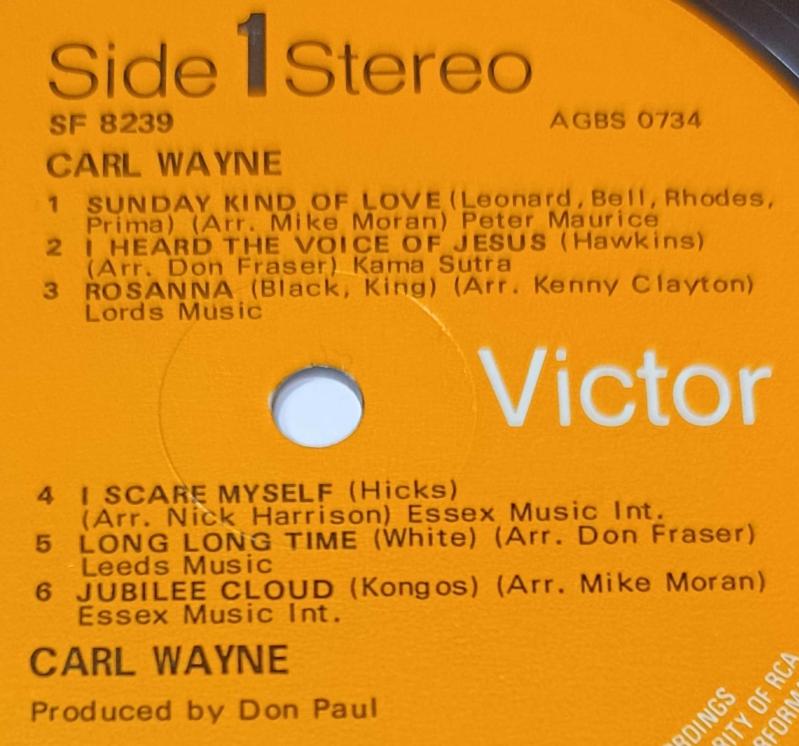 Side 1 Stereo
SF 8239 AGBS 0734
CARL WAYNE
1 SUNDAY KIND OF LOVE (Leonard, Bell, Rhodes,
Prima) (Arr. Mike Moran) Peter Maurice
2 I HEARD THE VOICE OF JESUS (Hawkins)
(Arr. Don Fraser) Kama Sutra
3 ROSANNA (Black, King) (Arr. Kenny Clayton)
Lords Music
Victor
4 I SCARE MYSELF (Hicks)
(Arr. Nick Harrison) Essex Music Int.
5 LONG LONG TIME (White) (Arr. Don Fraser)
Leeds Music
6 JUBILEE CLOUD (Kongos) (Arr. Mike Moran)
Essex Music Int.
CARL WAYNE
Produced by Don Paul
OF RCA